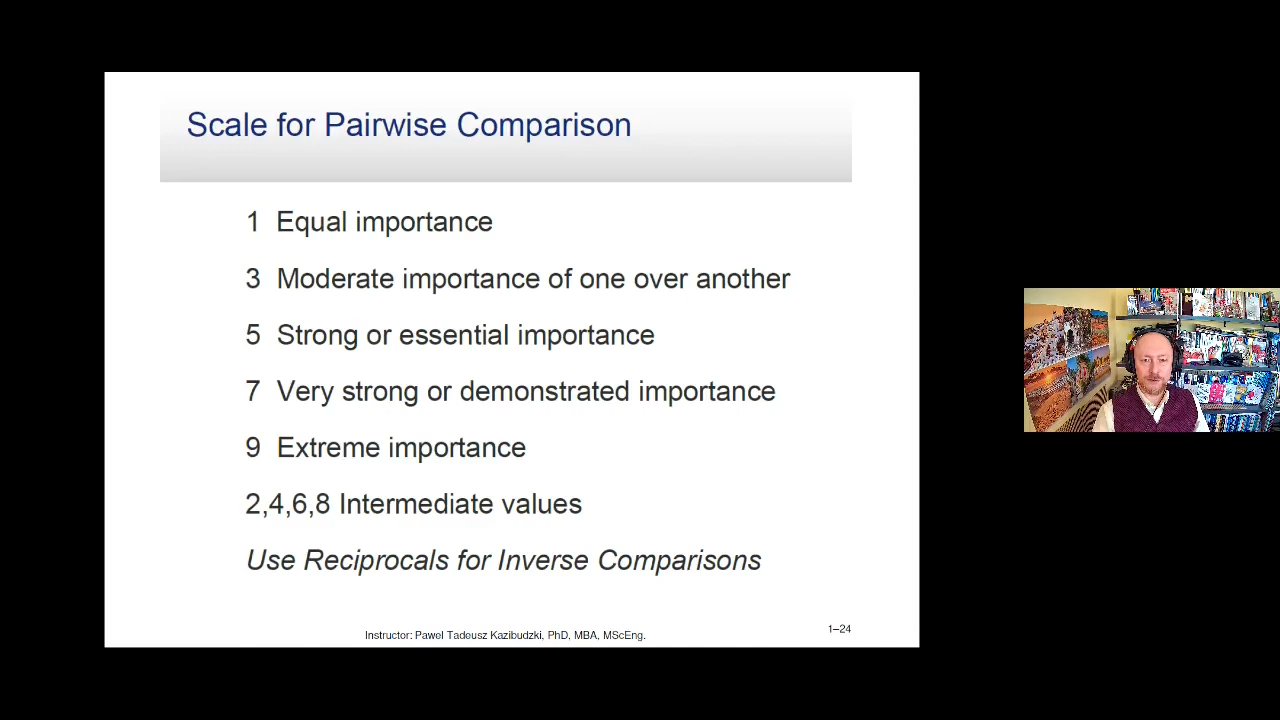 Scale for Pairwise Comparison
1 Equal importance
3 Moderate importance of one over another
5 Strong or essential importance
7 Very strong or demonstrated importance
9 Extreme importance
2,4,6,8 Intermediate values
Use Reciprocals for Inverse Comparisons
Instructor: Pawel Tadeusz Kazibudzki, PhD, MBA, MScEng.
1–24